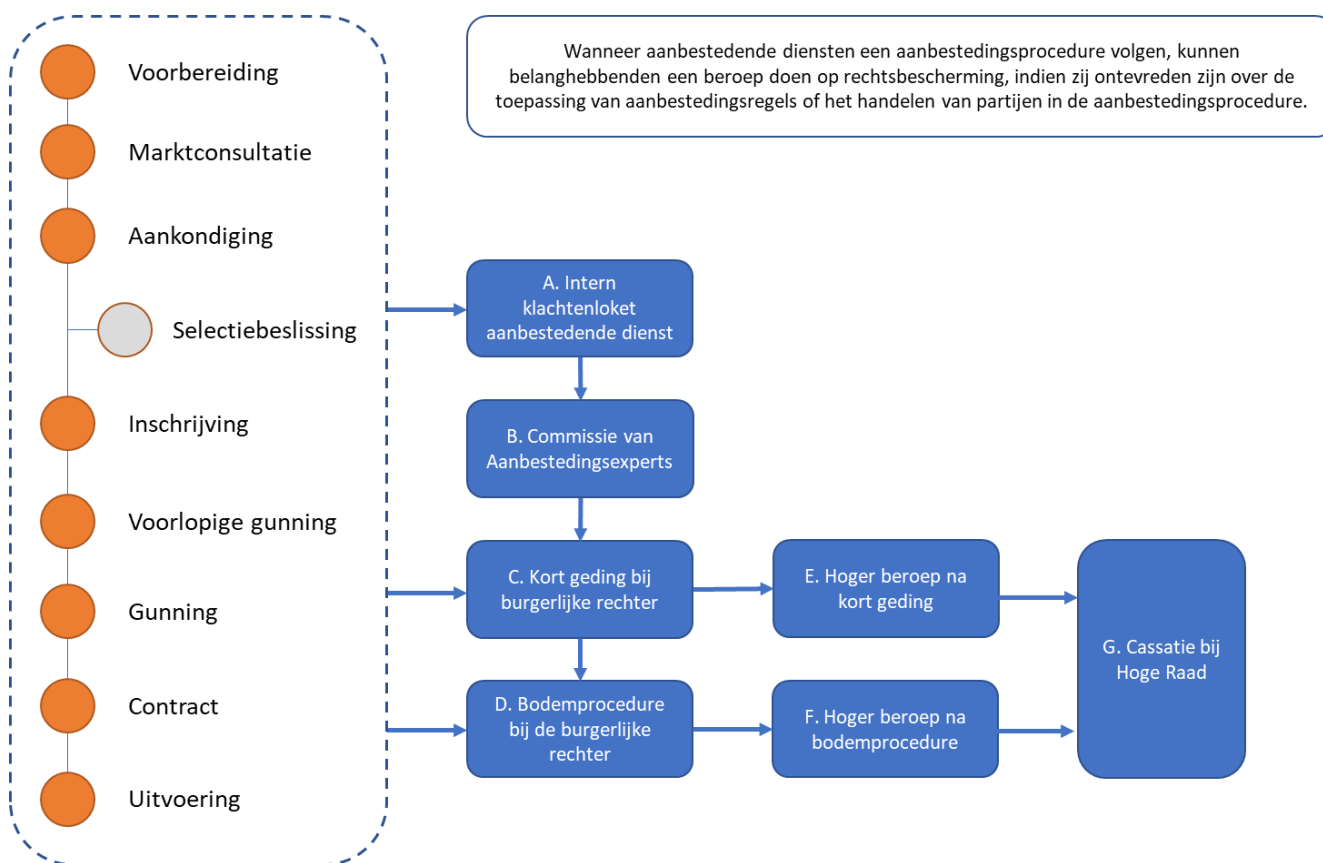 Wanneer aanbestedende diensten een aanbestedingsprocedure volgen, kunnen
belanghebbenden een beroep doen op rechtsbescherming, indien zij ontevreden zijn over de
toepassing van aanbestedingsregels of het handelen van partijen in de aanbestedingsprocedure.
Voorbereiding
Marktconsultatie
Aankondiging
Selectiebeslissing
Inschrijving
Voorlopige gunning
Gunning
Contract
Uitvoering
A. Intern
klachtenloket
aanbestedende dienst
B. Commissie van
Aanbestedingsexperts
C. Kort geding bij
burgerlijke rechter
D. Bodemprocedure
bij de burgerlijke
rechter
E. Hoger beroep na
kort geding
F. Hoger beroep na
bodemprocedure
G. Cassatie bij
Hoge Raad